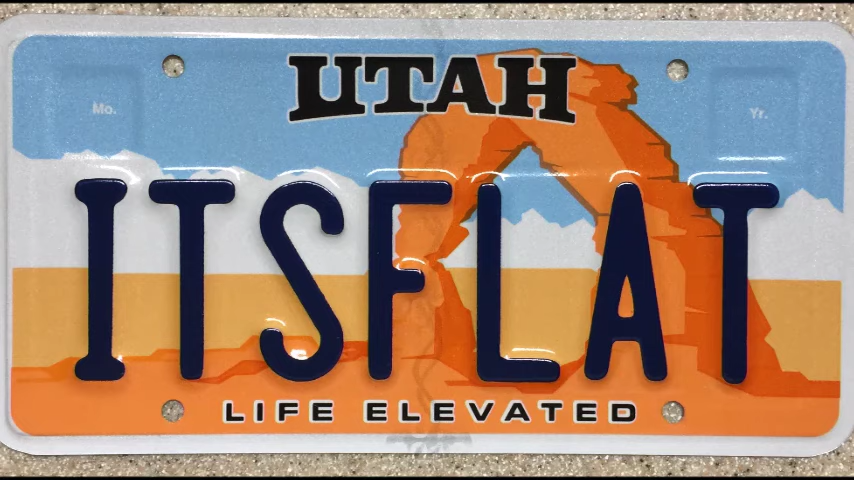 UTAH
Mo. Yr.
ITSFLAT
LIFE ELEVATED